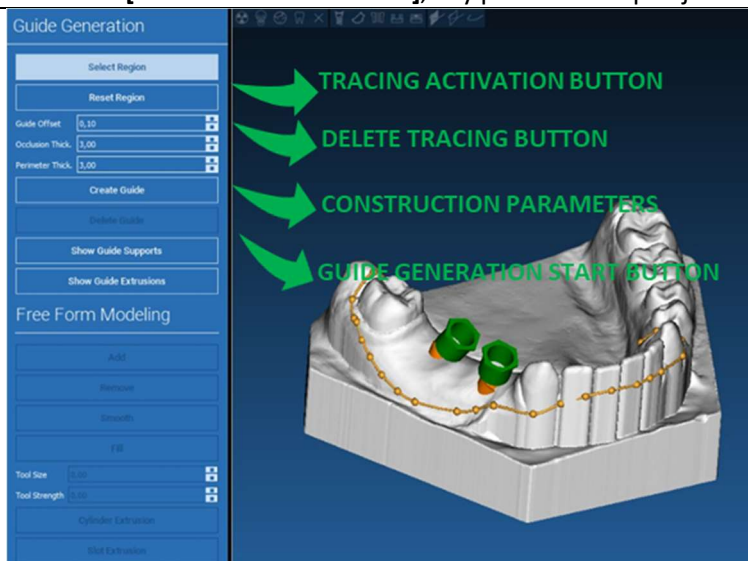 Guide Generation
Select Region
Reset Region
Guide Offset 0,10
Occlusion Thick. 3,00
Perimeter Thick. 3,00
Create Guide
Delete Guide
Show Guide Supports
Show Guide Extrusions
Free Form Modeling
Add
Remove
Smooth
Fill
Tool Size
Tool Strength
Cylinder Extrusion
Slot Extrusion
TRACING ACTIVATION BUTTON
DELETE TRACING BUTTON
CONSTRUCTION PARAMETERS
GUIDE GENERATION START BUTTON